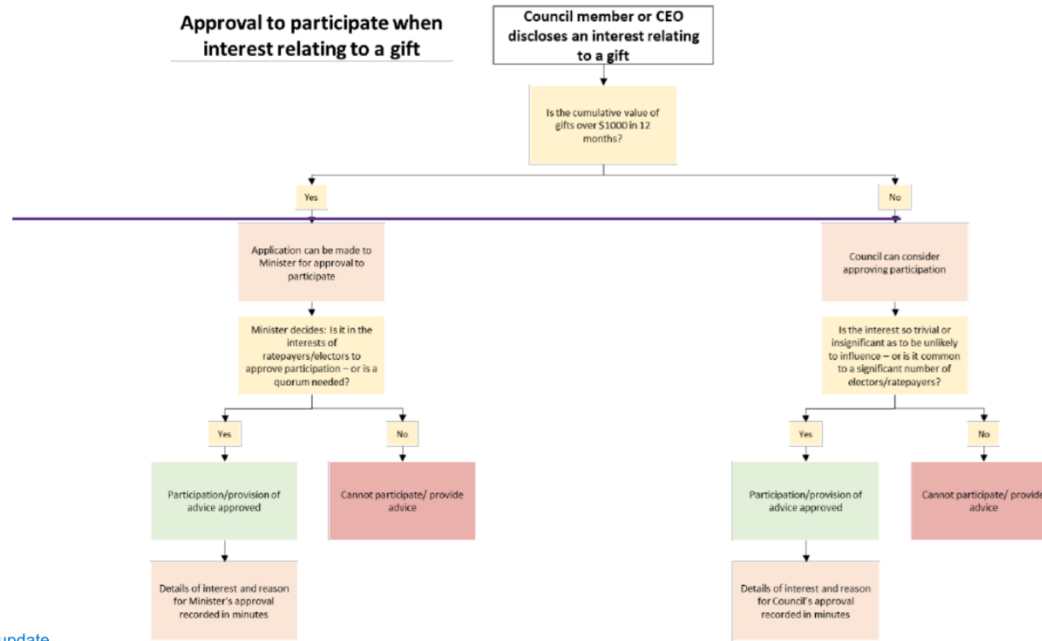 Approval to participate when
interest relating to a gift
Council member or CEO
discloses an interest relating
to a gift
Is the cumulative value of
gifts over $1000 in 12
months?
Yes
No
Application can be made to
Minister for approval to
participate
Council can consider
approving participation
Minister decides: Is it in the
interests of
ratepayers/electors to
approve participation – or is a
quorum needed?
Is the interest so trivial or
insignificant as to be unlikely
to influence – or is it common
to a significant number of
electors/ratepayers?
Yes
No
Yes
No
Participation/provision of
advice approved
Cannot participate/ provide
advice
Participation/provision of
advice approved
Cannot participate/ provide
advice
Details of interest and reason
for Minister's approval
recorded in minutes
Details of interest and reason
for Council's approval
recorded in minutes
update